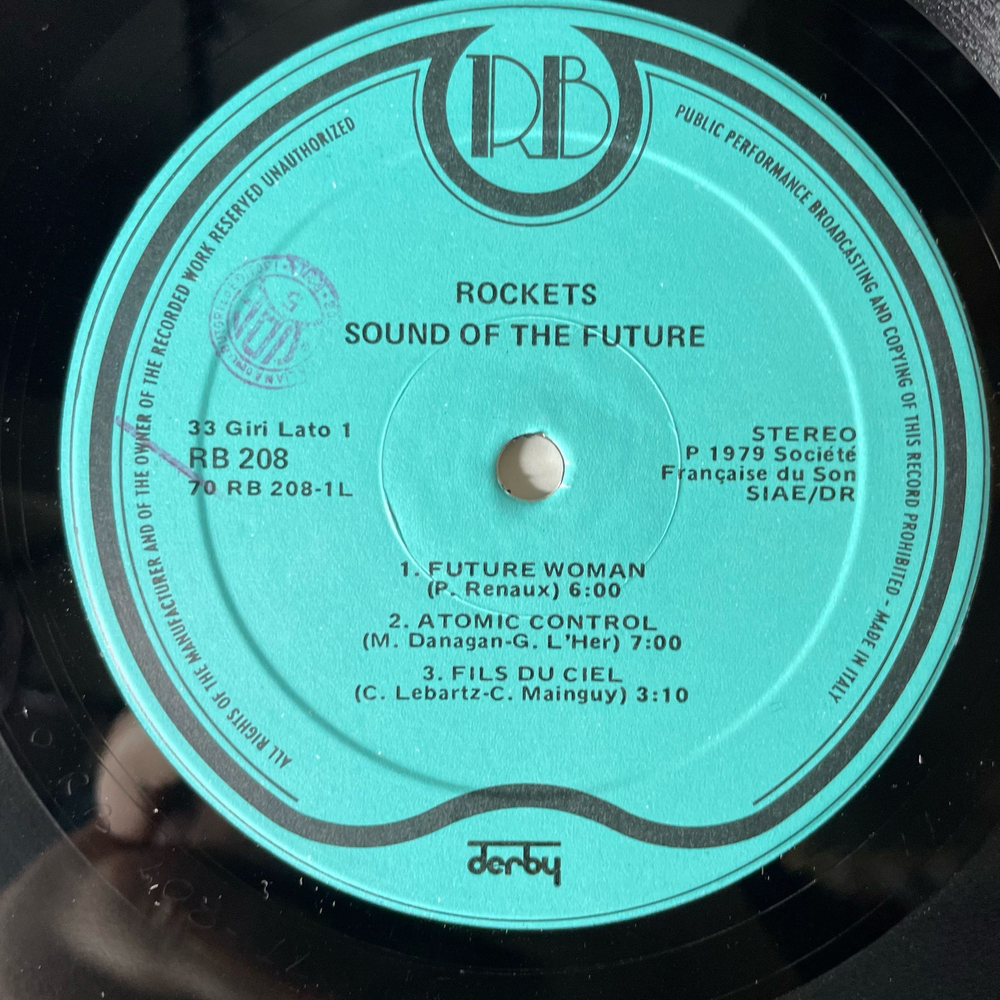 RB
ALL RIGHTS OF THE MANUFACTURER AND OF THE OWNER OF THE RECORDED WORK RESERVED UNAUTHORIZED
PUBLIC PERFORMANCE BROADCASTING AND COPYING OF THIS RECORD PROHIBITED - MADE IN ITALY
ROCKETS
SOUND OF THE FUTURE
33 Giri Lato 1
RB 208
70 RB 208-1L
STEREO
P 1979 Société
Française du Son
SIAE/DR
1. FUTURE WOMAN
(P. Renaux) 6:00
2. ATOMIC CONTROL
(M. Danagan-G. L'Her) 7:00
3. FILS DU CIEL
(C. Lebartz-C. Mainguy) 3:10
derby